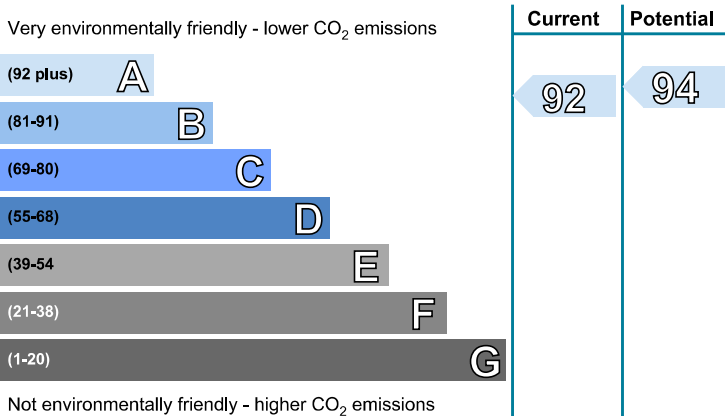 Very environmentally friendly - lower CO2 emissions
Current
Potential
(92 plus) A
(81-91) B
(69-80) C
(55-68) D
(39-54 E
(21-38) F
(1-20) G
92
94
Not environmentally friendly - higher CO2 emissions